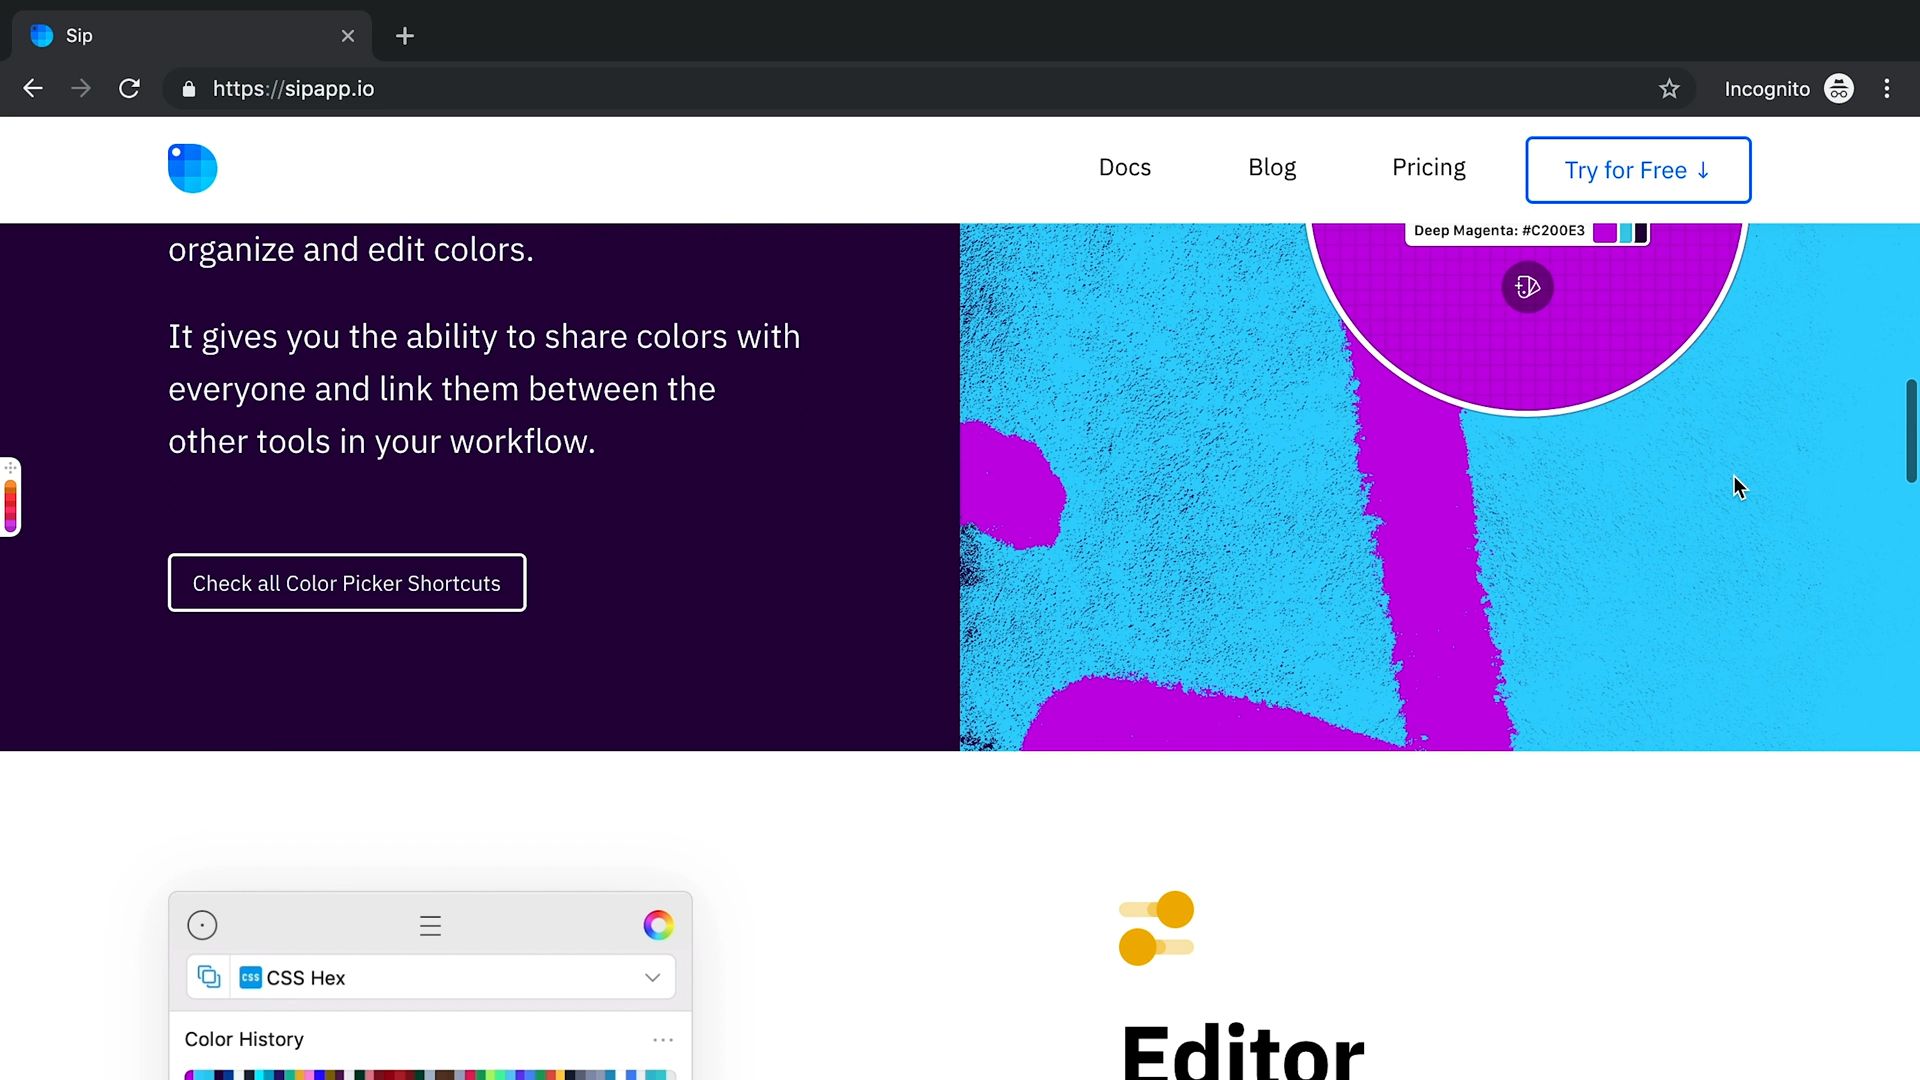 Sip
https://sipapp.io
Incognito
Docs
Blog
Pricing
Try for Free ↓
organize and edit colors.
It gives you the ability to share colors with
everyone and link them between the
other tools in your workflow.
Check all Color Picker Shortcuts
Deep Magenta: #C200E3
CSS CSS Hex
Color History
Editor